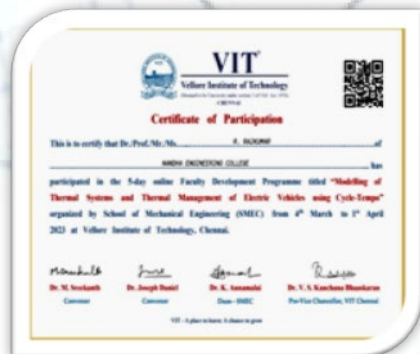 VIT
Vellore Institute of Technology
CHENNAI
Certificate of Participation
This is to certify that Dr./Prof./Mr./Ms. R. RAJKUMAR of
NANDHA ENGINEERING COLLEGE has
participated in the 5-day online Faculty Development Programme titled "Modelling of
Thermal Systems and Thermal Management of Electric Vehicles using Cycle-Tempo"
organized by School of Mechanical Engineering (SMEC) from 4th March to 1st April
2023 at Vellore Institute of Technology, Chennai.
Dr. M. Sreekanth Dr. Joseph Daniel Dr. K. Annamalai Dr. V. S. Kanchana Bhaaskaran
Convenor Convenor Dean - SMEC Pro-Vice Chancellor, VIT Chennai
VIT - A place to learn; A chance to grow